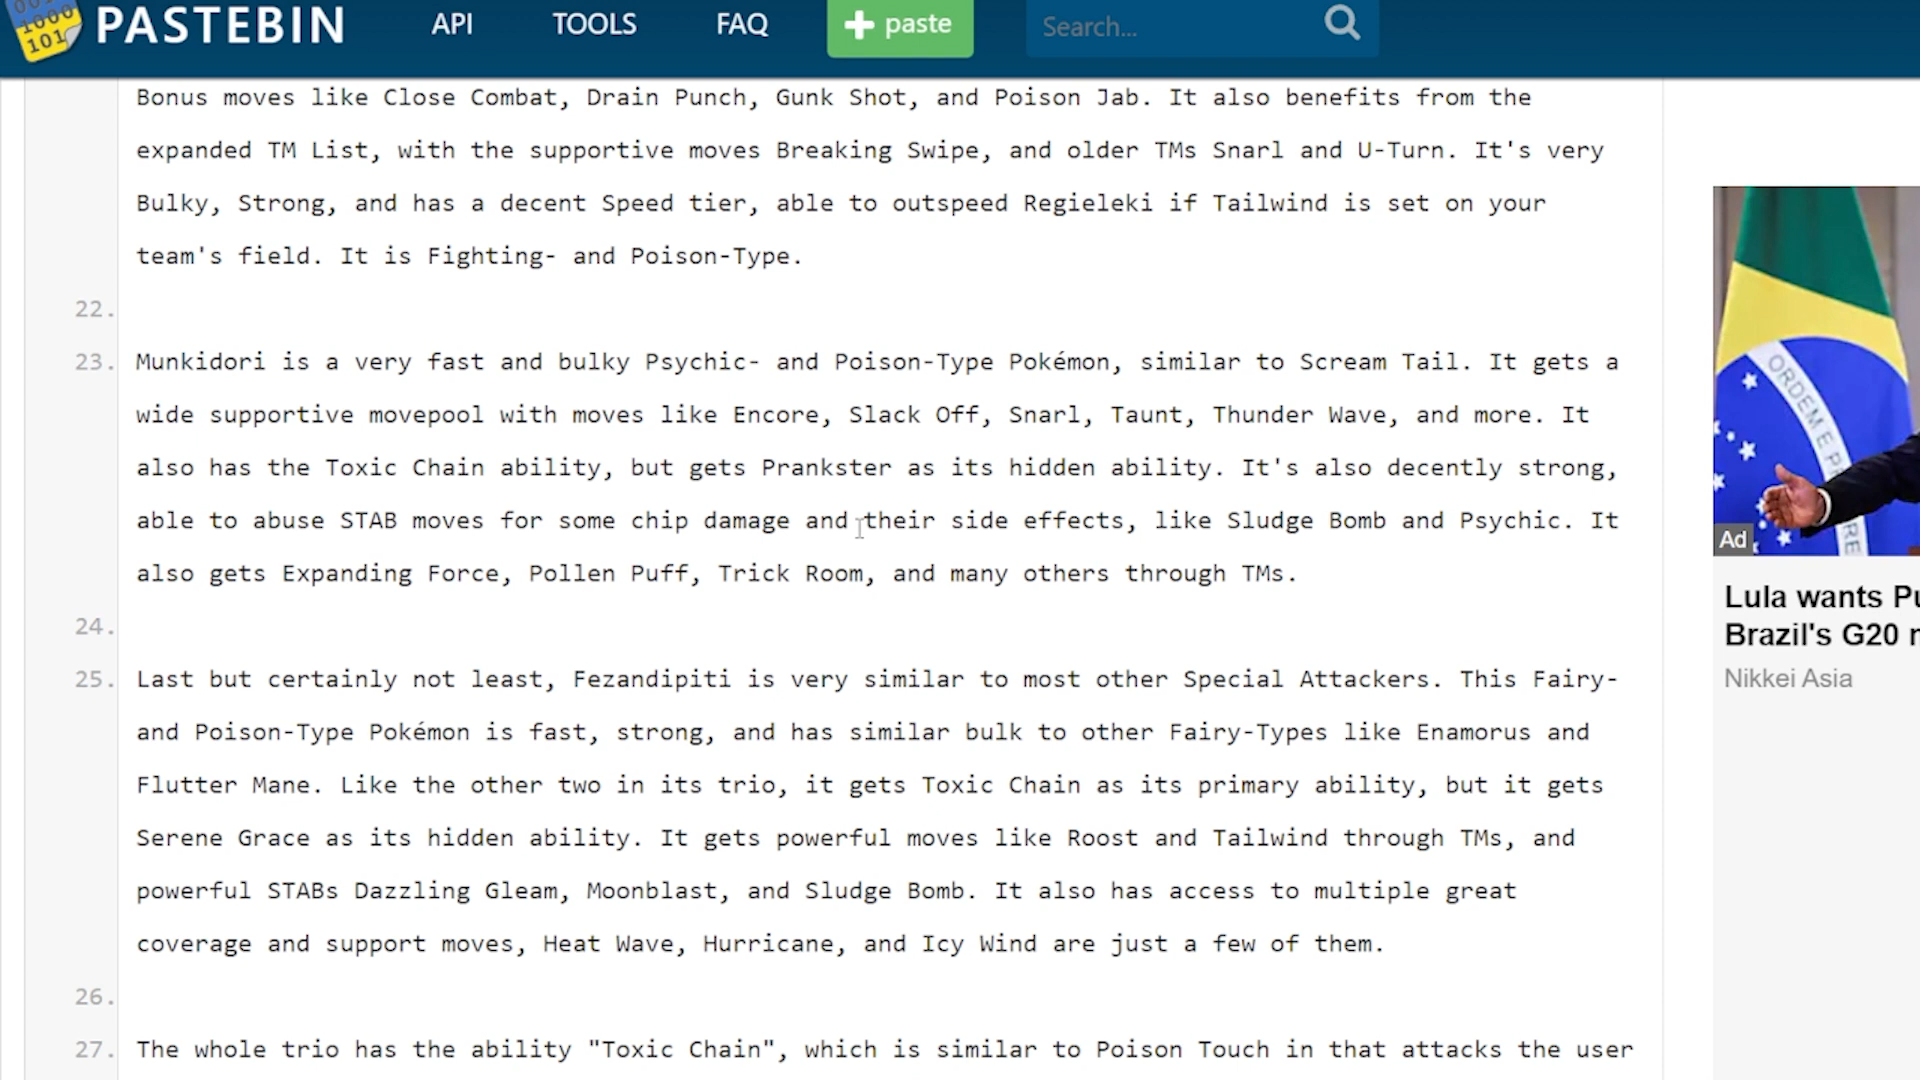 PASTEBIN API TOOLS FAQ + paste Search...
Bonus moves like Close Combat, Drain Punch, Gunk Shot, and Poison Jab. It also benefits from the
expanded TM List, with the supportive moves Breaking Swipe, and older TMs Snarl and U-Turn. It's very
Bulky, Strong, and has a decent Speed tier, able to outspeed Regieleki if Tailwind is set on your
team's field. It is Fighting- and Poison-Type.
22.
23. Munkidori is a very fast and bulky Psychic- and Poison-Type Pokémon, similar to Scream Tail. It gets a
wide supportive movepool with moves like Encore, Slack Off, Snarl, Taunt, Thunder Wave, and more. It
also has the Toxic Chain ability, but gets Prankster as its hidden ability. It's also decently strong,
able to abuse STAB moves for some chip damage and their side effects, like Sludge Bomb and Psychic. It
also gets Expanding Force, Pollen Puff, Trick Room, and many others through TMs.
24.
25. Last but certainly not least, Fezandipiti is very similar to most other Special Attackers. This Fairy-
and Poison-Type Pokémon is fast, strong, and has similar bulk to other Fairy-Types like Enamorus and
Flutter Mane. Like the other two in its trio, it gets Toxic Chain as its primary ability, but it gets
Serene Grace as its hidden ability. It gets powerful moves like Roost and Tailwind through TMs, and
powerful STABs Dazzling Gleam, Moonblast, and Sludge Bomb. It also has access to multiple great
coverage and support moves, Heat Wave, Hurricane, and Icy Wind are just a few of them.
26.
27. The whole trio has the ability "Toxic Chain", which is similar to Poison Touch in that attacks the user
ORDEM E
Ad
Lula wants
Brazil's G20
Nikkei Asia